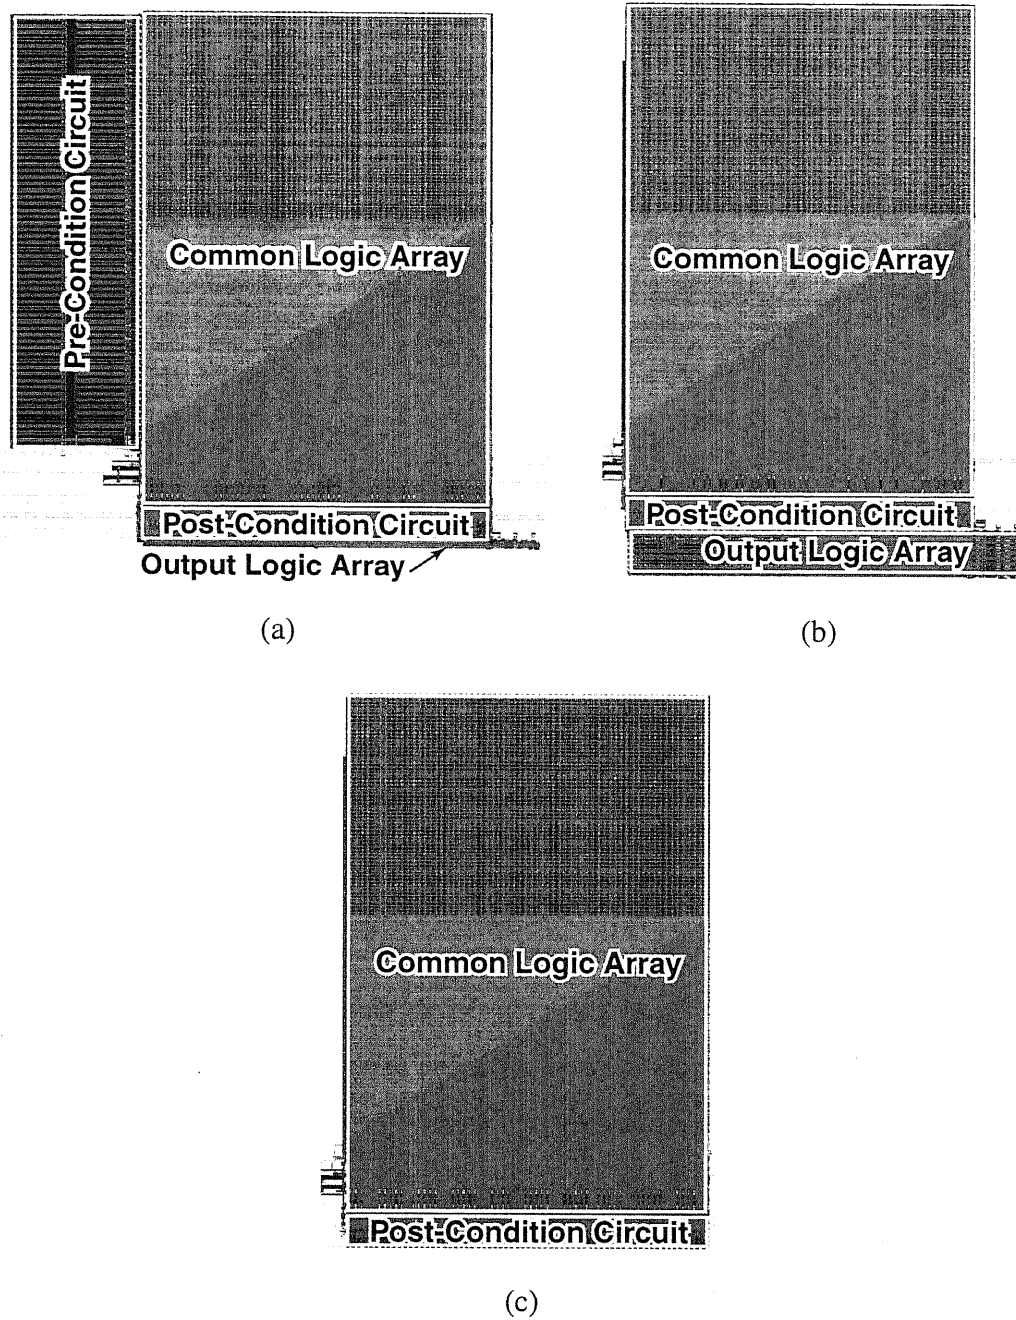 Pre-Condition Circuit
Common Logic Array
Post-Condition Circuit
Output Logic Array
(a)
Common Logic Array
Post-Condition Circuit
Output Logic Array
(b)
Common Logic Array
Post-Condition Circuit
(c)